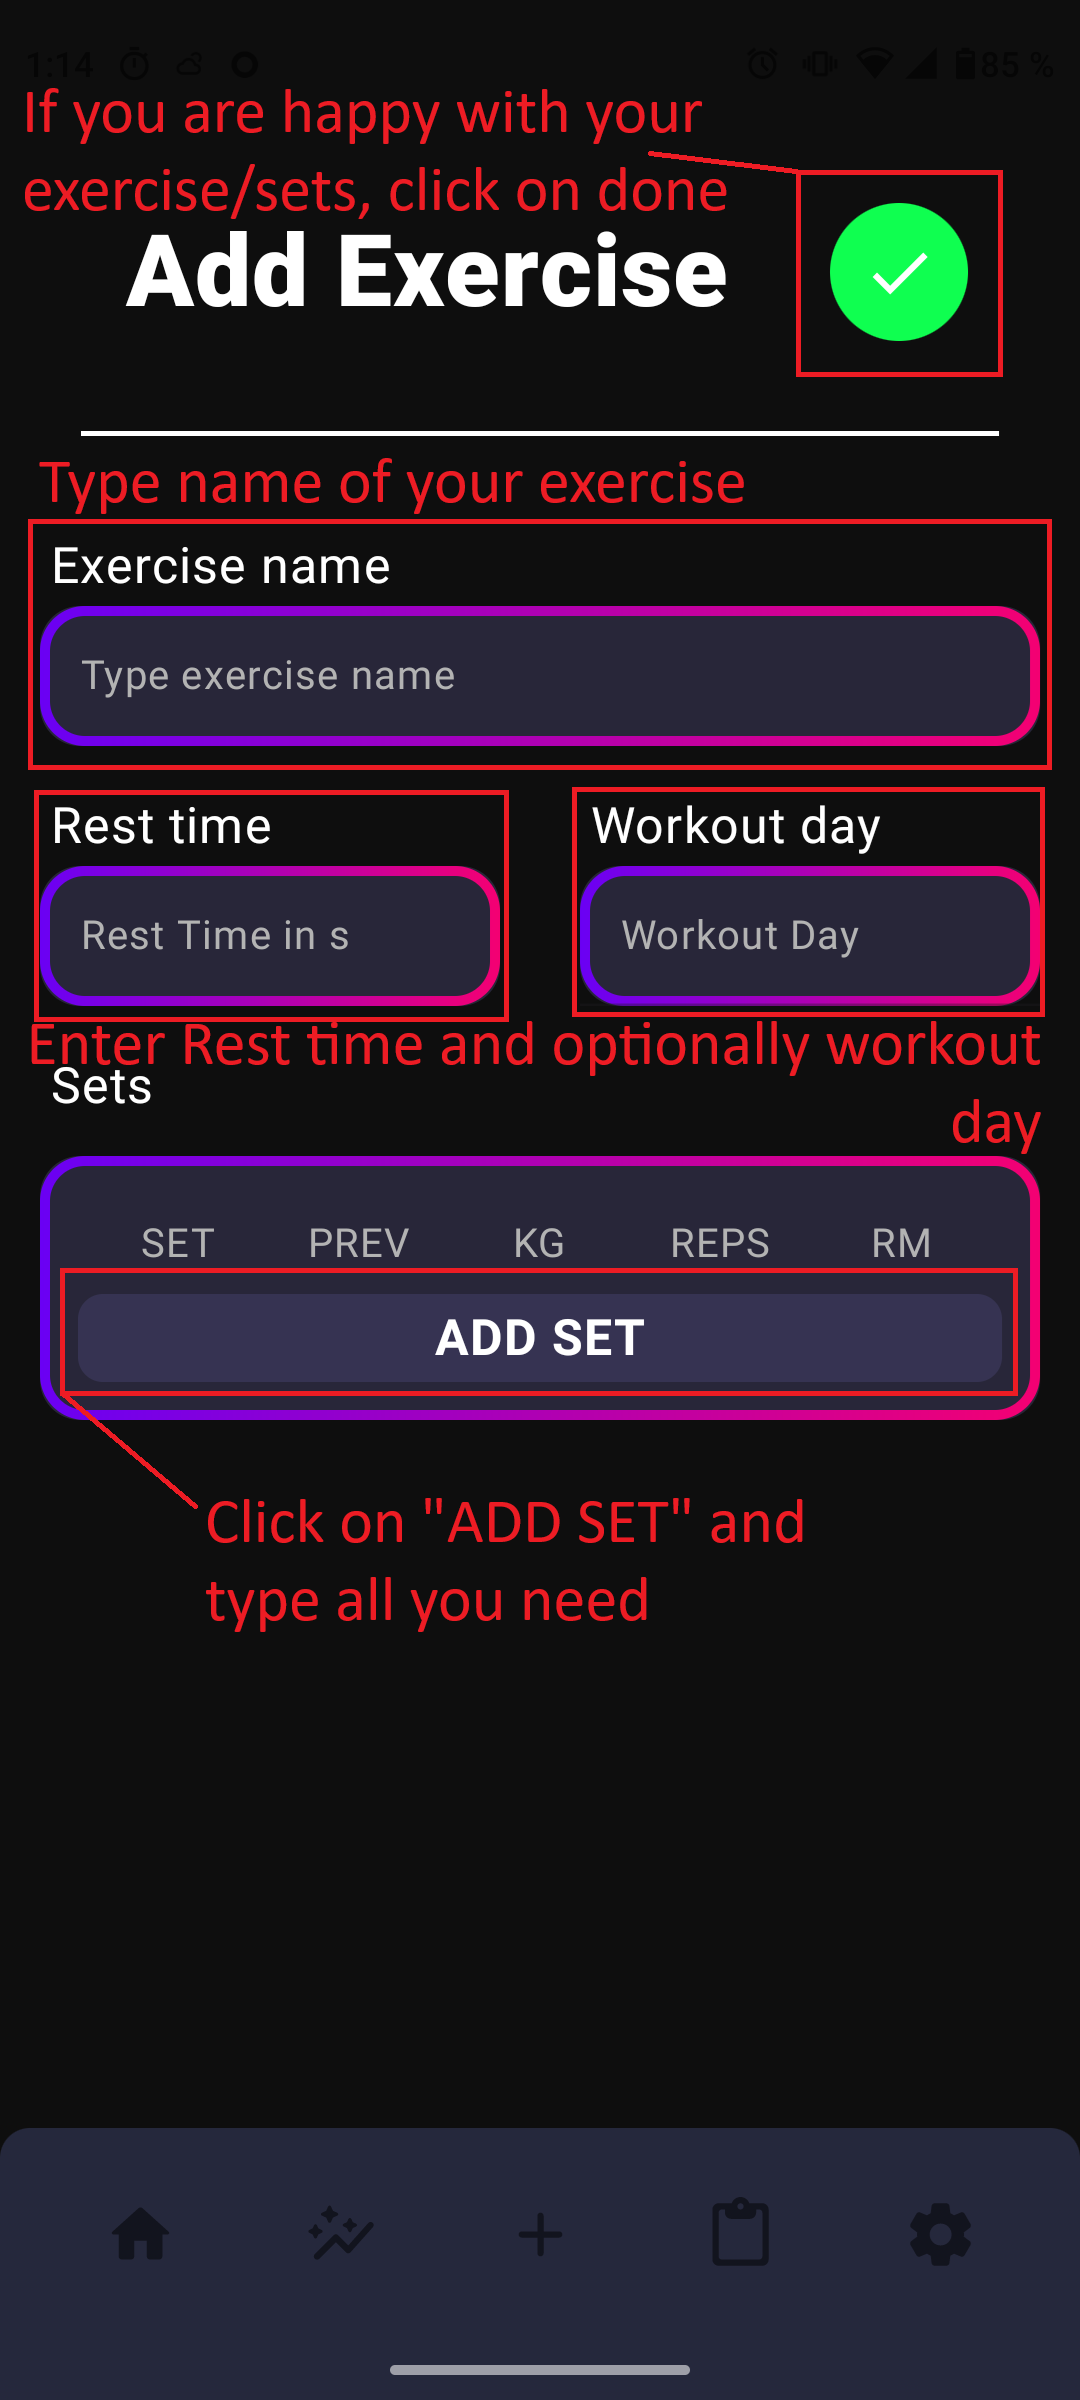 1:14
85 %
If you are happy with your
exercise/sets, click on done
Add Exercise
Type name of your exercise
Exercise name
Type exercise name
Rest time
Workout day
Rest Time in s
Workout Day
Enter Rest time and optionally workout
day
Sets
SET PREV KG REPS RM
ADD SET
Click on "ADD SET" and
type all you need